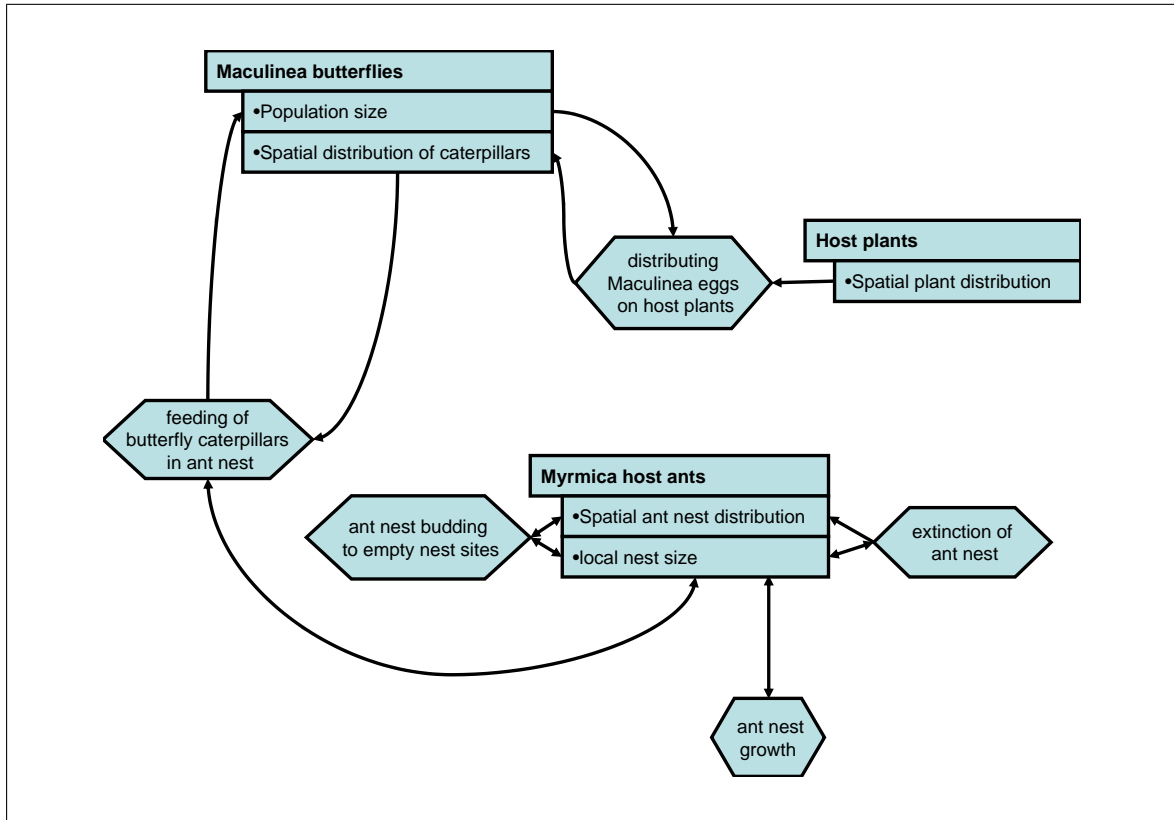 Maculinea butterflies
•Population size
•Spatial distribution of caterpillars
distributing
Maculinea eggs
on host plants
Host plants
•Spatial plant distribution
feeding of
butterfly caterpillars
in ant nest
Myrmica host ants
•Spatial ant nest distribution
•local nest size
ant nest budding
to empty nest sites
extinction of
ant nest
ant nest
growth